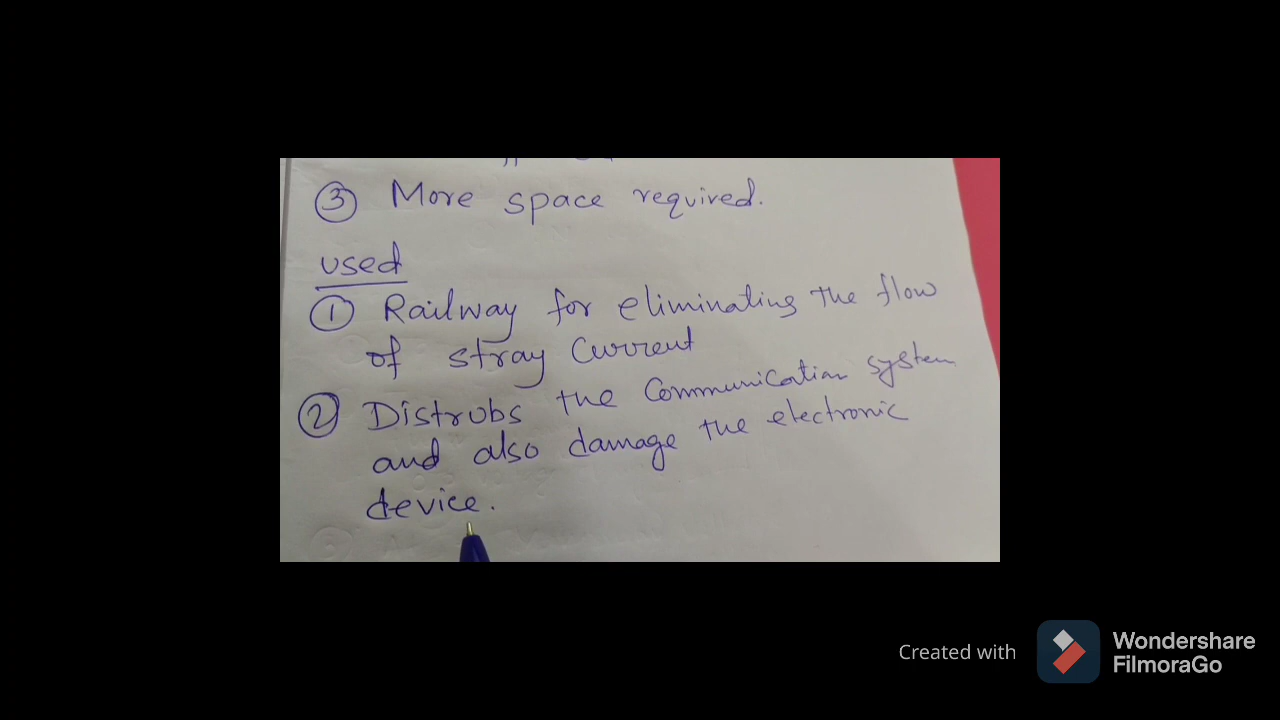 ③ More space required.
used
① Railway for eliminating the flow
of stray current
② Distrubs the communication system
and also damage the electronic
device.
Created with
Wondershare
FilmoraGo